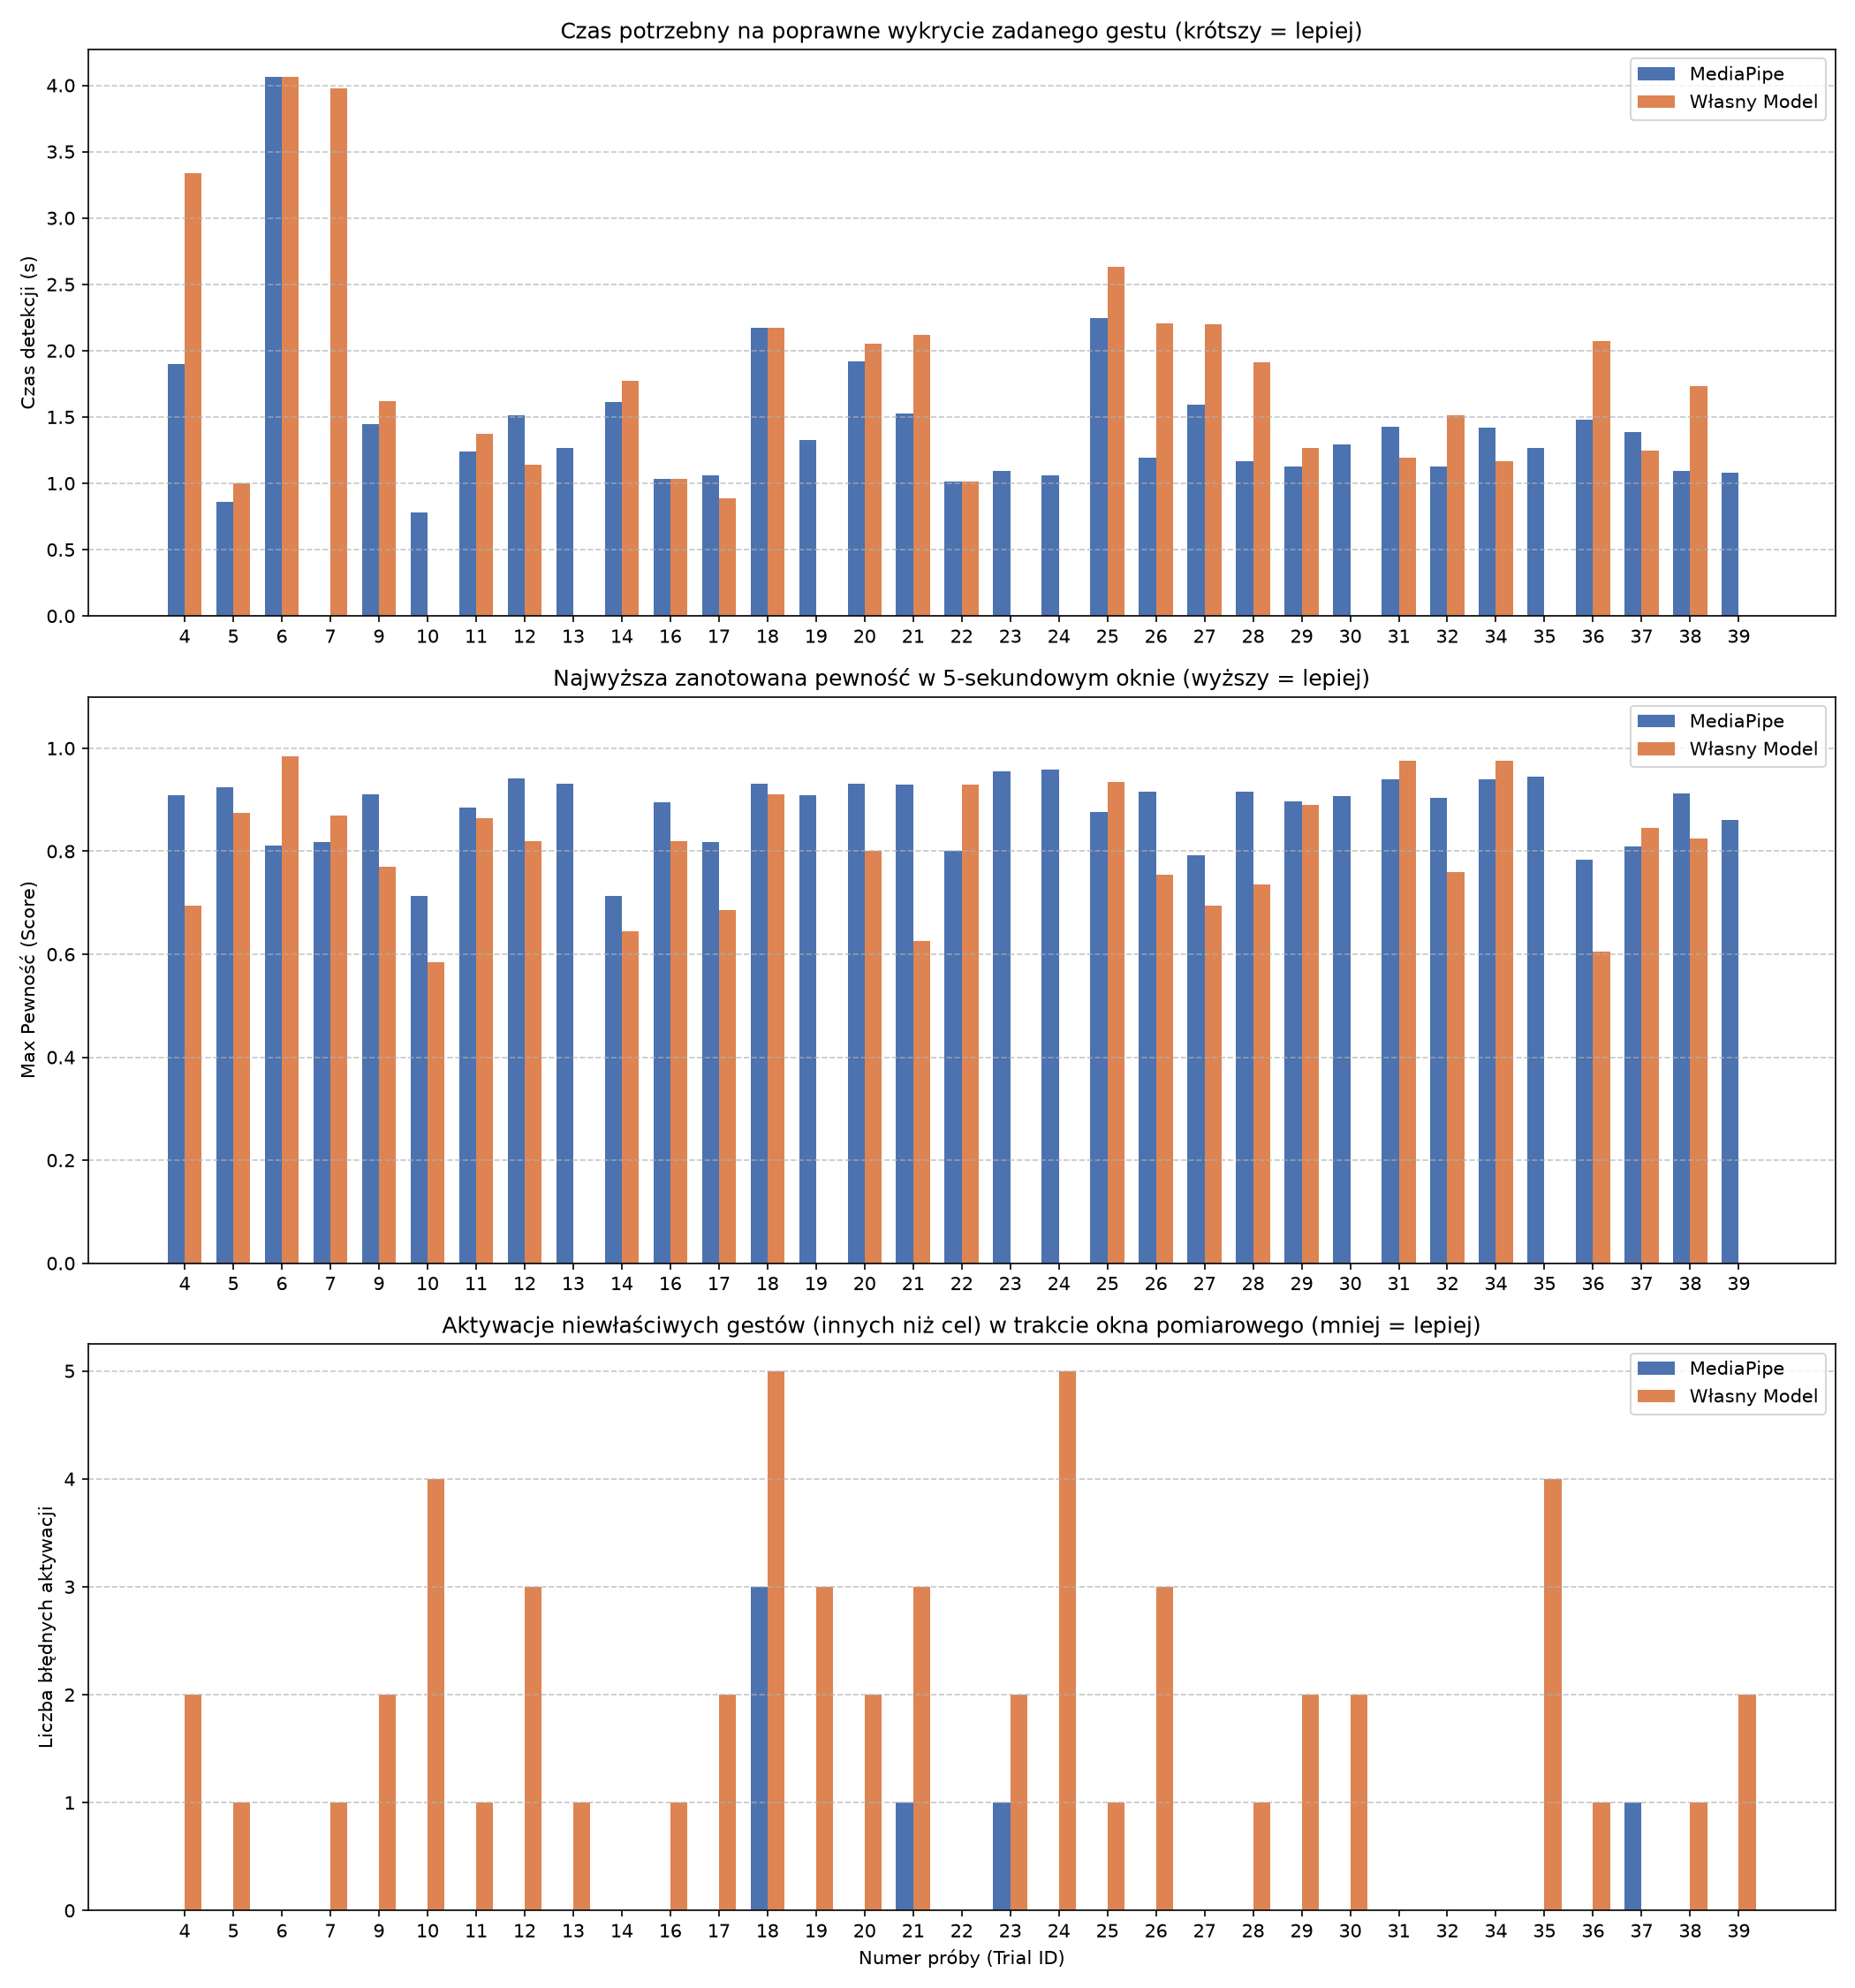 Czas potrzebny na poprawne wykrycie zadanego gestu (krótszy = lepiej)
MediaPipe
Własny Model
Czas detekcji (s)
4.0
3.5
3.0
2.5
2.0
1.5
1.0
0.5
0.0
4 5 6 7 9 10 11 12 13 14 16 17 18 19 20 21 22 23 24 25 26 27 28 29 30 31 32 34 35 36 37 38 39
Najwyższa zanotowana pewność w 5-sekundowym oknie (wyższy = lepiej)
MediaPipe
Własny Model
Max Pewność (Score)
1.0
0.8
0.6
0.4
0.2
0.0
4 5 6 7 9 10 11 12 13 14 16 17 18 19 20 21 22 23 24 25 26 27 28 29 30 31 32 34 35 36 37 38 39
Aktywacje niewłaściwych gestów (innych niż cel) w trakcie okna pomiarowego (mniej = lepiej)
MediaPipe
Własny Model
Liczba błędnych aktywacji
5
4
3
2
1
0
4 5 6 7 9 10 11 12 13 14 16 17 18 19 20 21 22 23 24 25 26 27 28 29 30 31 32 34 35 36 37 38 39
Numer próby (Trial ID)